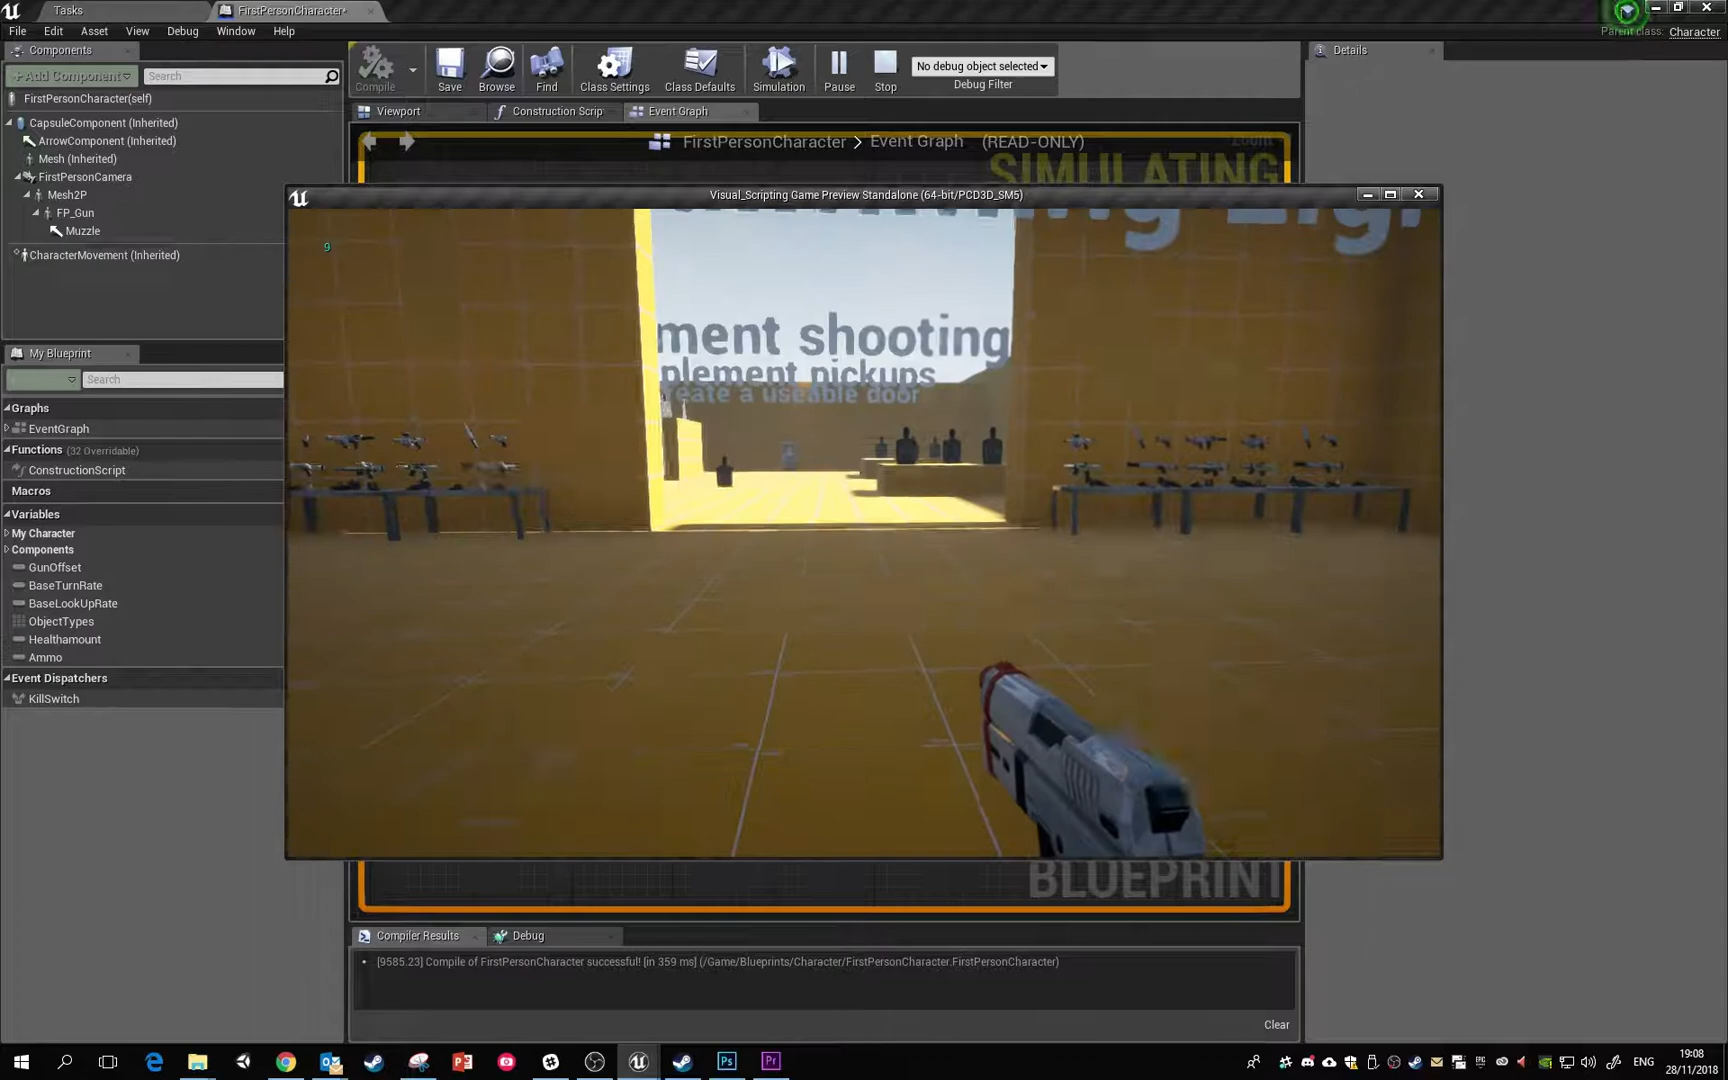 Tasks
FirstPersonCharacter*
File Edit Asset View Debug Window Help
Parent class: Character
Components
+Add Component
Search
FirstPersonCharacter(self)
CapsuleComponent (Inherited)
ArrowComponent (Inherited)
Mesh (Inherited)
FirstPersonCamera
Mesh2P
FP_Gun
Muzzle
CharacterMovement (Inherited)
Compile
Save
Browse
Find
Class Settings
Class Defaults
Simulation
Pause
Stop
No debug object selected
Debug Filter
Viewport
Construction Scrip
Event Graph
Details
FirstPersonCharacter > Event Graph (READ-ONLY)
Zoom
SIMULATING
Visual_Scripting Game Preview Standalone (64-bit/PCD3D_SM5)
9
ment shooting
plement pickups
reate a useable door
My Blueprint
Search
Graphs
EventGraph
Functions (32 Overridable)
ConstructionScript
Macros
Variables
My Character
Components
GunOffset
BaseTurnRate
BaseLookUpRate
ObjectTypes
Healthamount
Ammo
Event Dispatchers
KillSwitch
BLUEPRINT
Compiler Results
Debug
[9585.23] Compile of FirstPersonCharacter successful! [in 359 ms] (/Game/Blueprints/Character/FirstPersonCharacter.FirstPersonCharacter)
Clear
ENG
19:08
28/11/2018